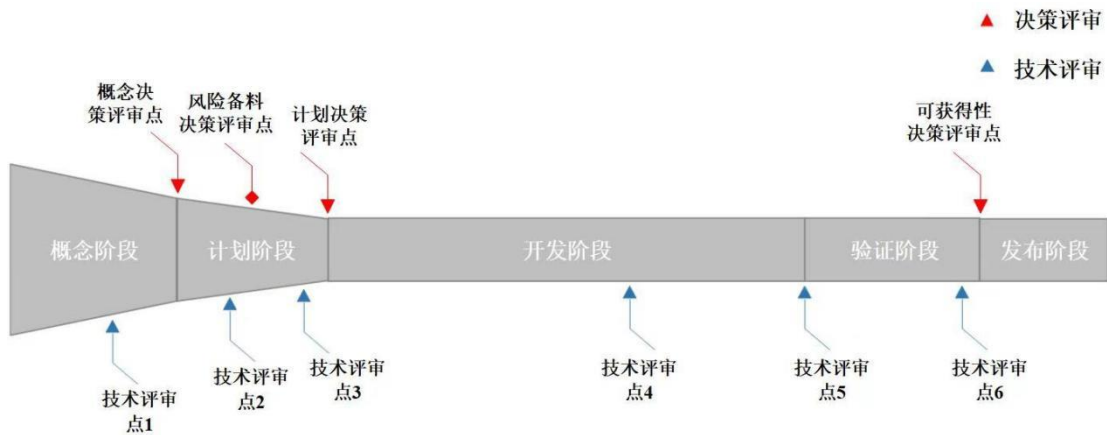 决策评审
技术评审
概念决
策评审点
风险备料
决策评审点
计划决策
评审点
可获得性
决策评审点
概念阶段
计划阶段
开发阶段
验证阶段
发布阶段
技术评审
点1
技术评审
点2
技术评审
点3
技术评审
点4
技术评审
点5
技术评审
点6